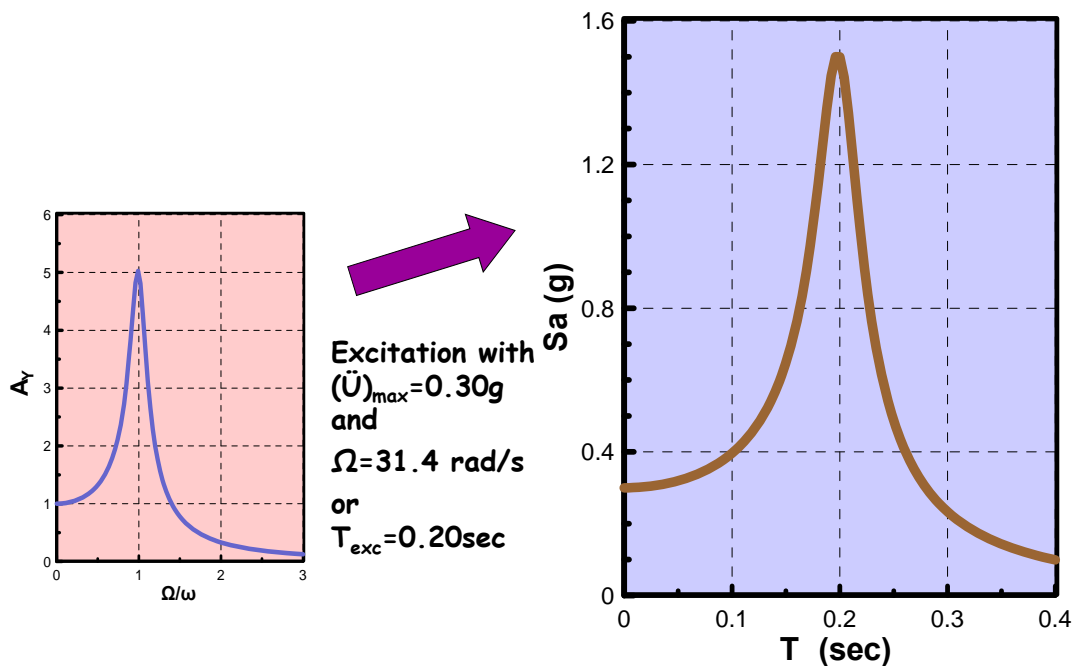 6
5
4
3
2
1
0
A_Y
0 1 2 3
Ω/ω
Excitation with
(Ü)max=0.30g
and
Ω=31.4 rad/s
or
Texc=0.20sec
1.6
1.2
0.8
0.4
0
Sa (g)
0 0.1 0.2 0.3 0.4
T (sec)